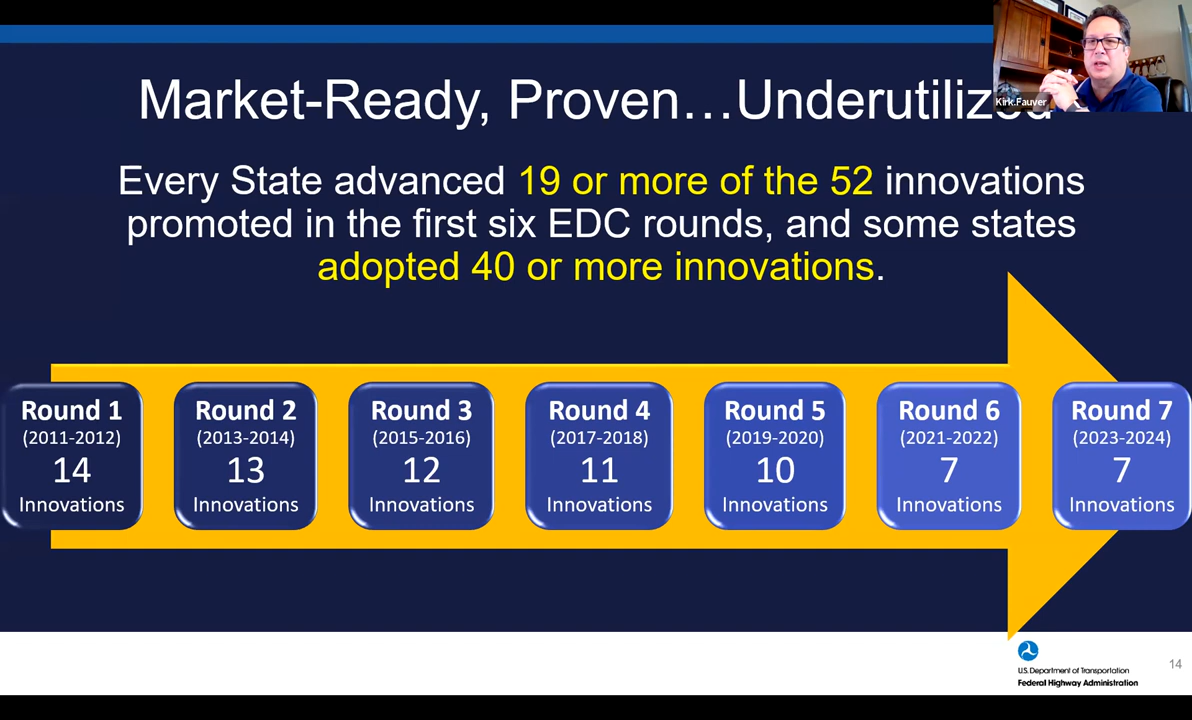 Market-Ready, Proven…Underutilized
Kirk.Fauver
Every State advanced 19 or more of the 52 innovations
promoted in the first six EDC rounds, and some states
adopted 40 or more innovations.
Round 1
(2011-2012)
14
Innovations
Round 2
(2013-2014)
13
Innovations
Round 3
(2015-2016)
12
Innovations
Round 4
(2017-2018)
11
Innovations
Round 5
(2019-2020)
10
Innovations
Round 6
(2021-2022)
7
Innovations
Round 7
(2023-2024)
7
Innovations
U.S. Department of Transportation
Federal Highway Administration
14